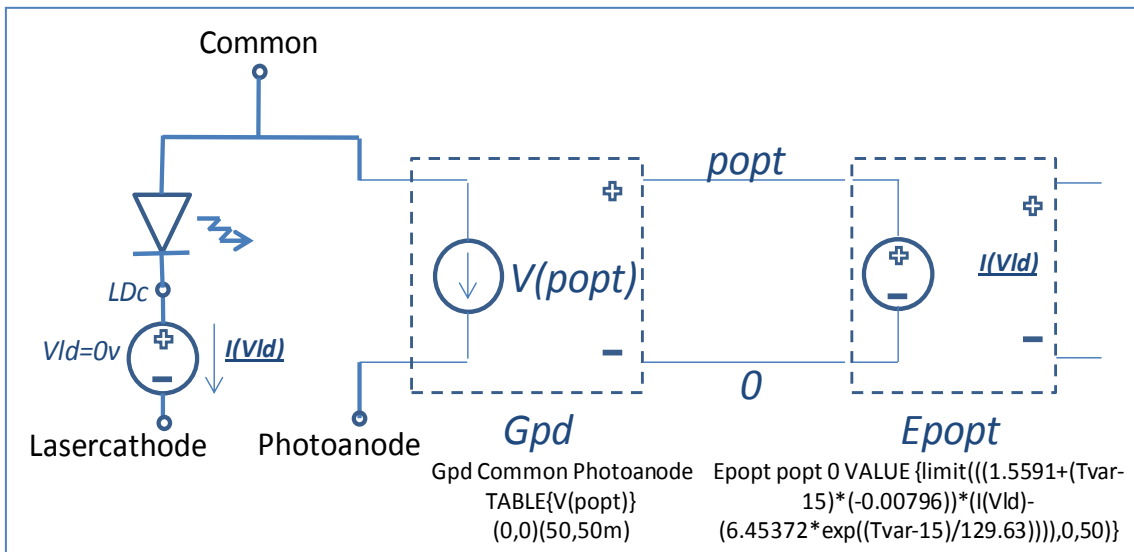 Common
popt
V(popt)
I(Vld)
LDc
Vld=0v
I(Vld)
0
Lasercathode
Photoanode
Gpd
Epopt
Gpd Common Photoanode
TABLE{V(popt)}
(0,0)(50,50m)
Epopt popt 0 VALUE {limit(((1.5591+(Tvar-
15)*(-0.00796))*(I(Vld)-
(6.45372*exp((Tvar-15)/129.63)))),0,50)}